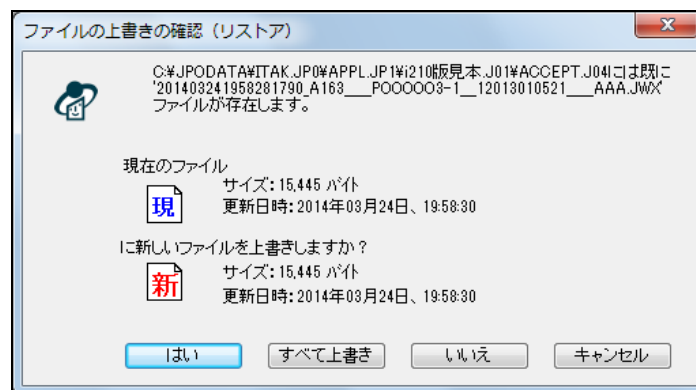 ファイルの上書きの確認（リストア）
C:¥JPODATA¥ITAK.JP0¥APPL.JP1¥i210版見本.J01¥ACCEPT.J04には既に
'201403241958281790_A163___POOOOO3-1__12013010521___AAA.JWX'
ファイルが存在します。
現在のファイル
現
サイズ：15,445 バイト
更新日時：2014年03月24日、19:58:30
に新しいファイルを上書きしますか？
新
サイズ：15,445 バイト
更新日時：2014年03月24日、19:58:30
はい
すべて上書き
いいえ
キャンセル